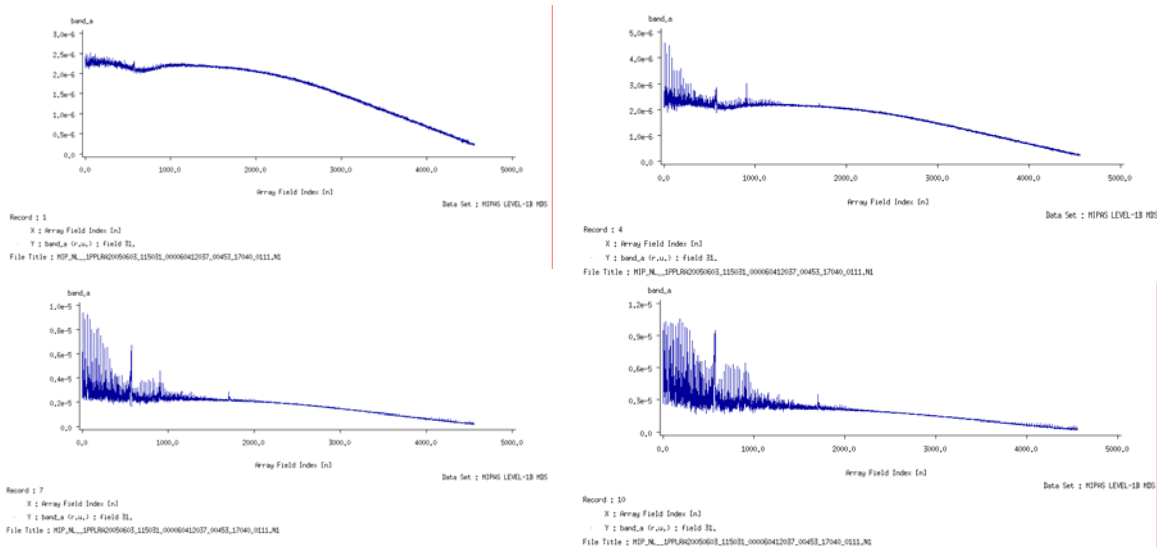 band_a
3.0e-6
2.5e-6
2.0e-6
1.5e-6
1.0e-6
0.5e-6
0.0
0.0 1000.0 2000.0 3000.0 4000.0 5000.0
Array Field Index [n]
Data Set : MIPAS LEVEL-1B MDS
Record : 1
X : Array Field Index [n]
Y : band_a (r.u.) : field 31.
File Title : MIP_NL__1PPLRA20050603_115031_000060412037_00453_17040_0111.N1
band_a
5.0e-6
4.0e-6
3.0e-6
2.0e-6
1.0e-6
0.0
0.0 1000.0 2000.0 3000.0 4000.0 5000.0
Array Field Index [n]
Data Set : MIPAS LEVEL-1B MDS
Record : 4
X : Array Field Index [n]
Y : band_a (r.u.) : field 31.
File Title : MIP_NL__1PPLRA20050603_115031_000060412037_00453_17040_0111.N1
band_a
1.0e-5
0.8e-5
0.6e-5
0.4e-5
0.2e-5
0.0
0.0 1000.0 2000.0 3000.0 4000.0 5000.0
Array Field Index [n]
Data Set : MIPAS LEVEL-1B MDS
Record : 7
X : Array Field Index [n]
Y : band_a (r.u.) : field 31.
File Title : MIP_NL__1PPLRA20050603_115031_000060412037_00453_17040_0111.N1
band_a
1.2e-5
0.9e-5
0.6e-5
0.3e-5
0.0
0.0 1000.0 2000.0 3000.0 4000.0 5000.0
Array Field Index [n]
Data Set : MIPAS LEVEL-1B MDS
Record : 10
X : Array Field Index [n]
Y : band_a (r.u.) : field 31.
File Title : MIP_NL__1PPLRA20050603_115031_000060412037_00453_17040_0111.N1